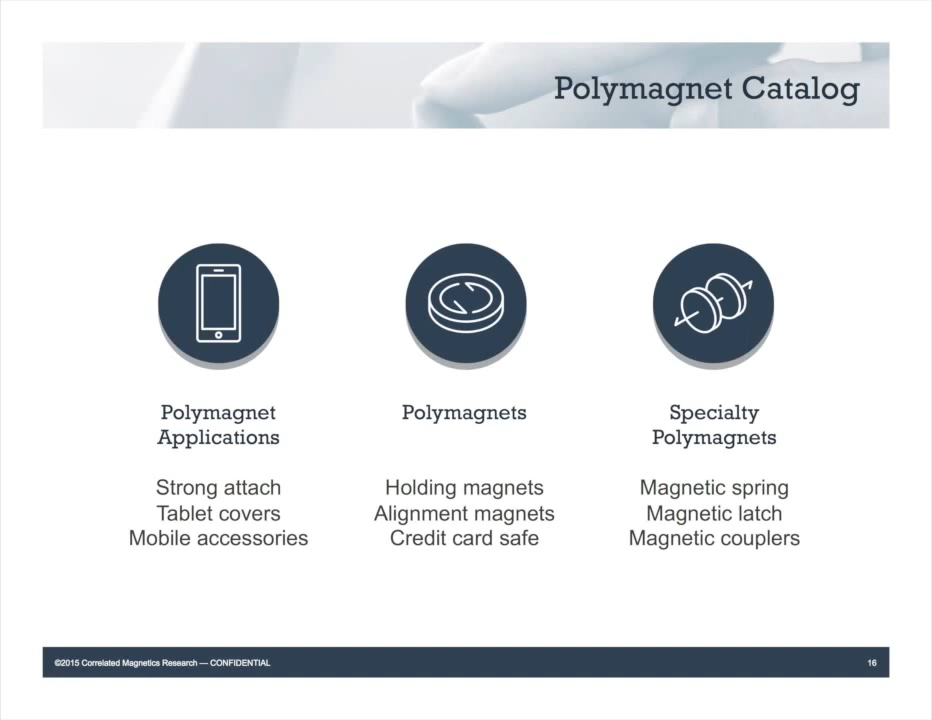 Polymagnet Catalog
Polymagnet
Applications
Strong attach
Tablet covers
Mobile accessories
Polymagnets
Holding magnets
Alignment magnets
Credit card safe
Specialty
Polymagnets
Magnetic spring
Magnetic latch
Magnetic couplers
©2015 Correlated Magnetics Research — CONFIDENTIAL
16